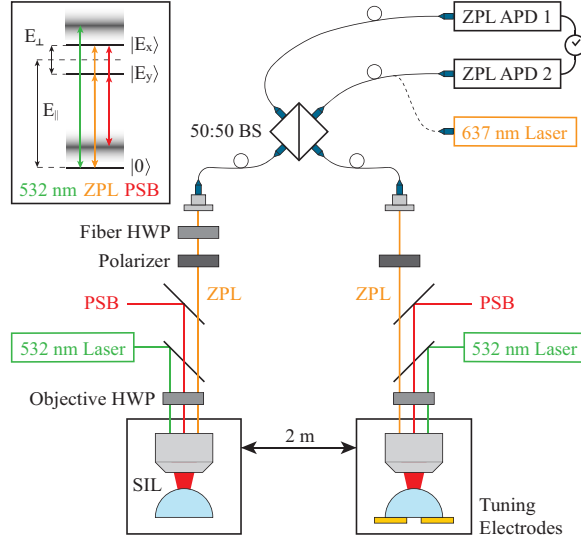 E⊥
|Ex⟩
|Ey⟩
E∥
|0⟩
532 nm ZPL PSB
ZPL APD 1
ZPL APD 2
50:50 BS
637 nm Laser
Fiber HWP
Polarizer
ZPL
ZPL
PSB
PSB
532 nm Laser
532 nm Laser
Objective HWP
2 m
SIL
Tuning
Electrodes